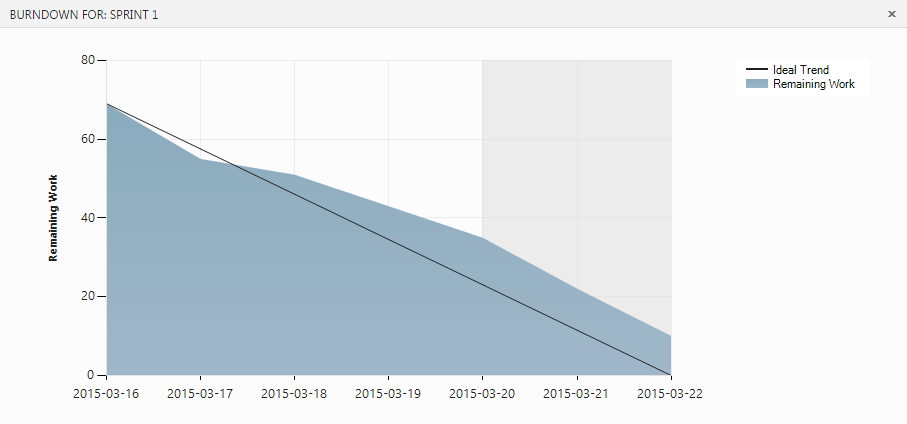 BURNDOWN FOR: SPRINT 1
×
Ideal Trend
Remaining Work
80
60
40
20
0
Remaining Work
2015-03-16 2015-03-17 2015-03-18 2015-03-19 2015-03-20 2015-03-21 2015-03-22